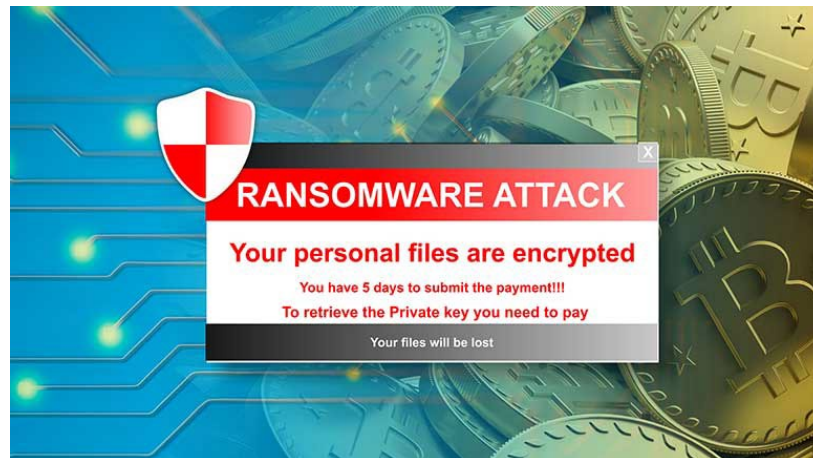 X
RANSOMWARE ATTACK
Your personal files are encrypted
You have 5 days to submit the payment!!!
To retrieve the Private key you need to pay
Your files will be lost